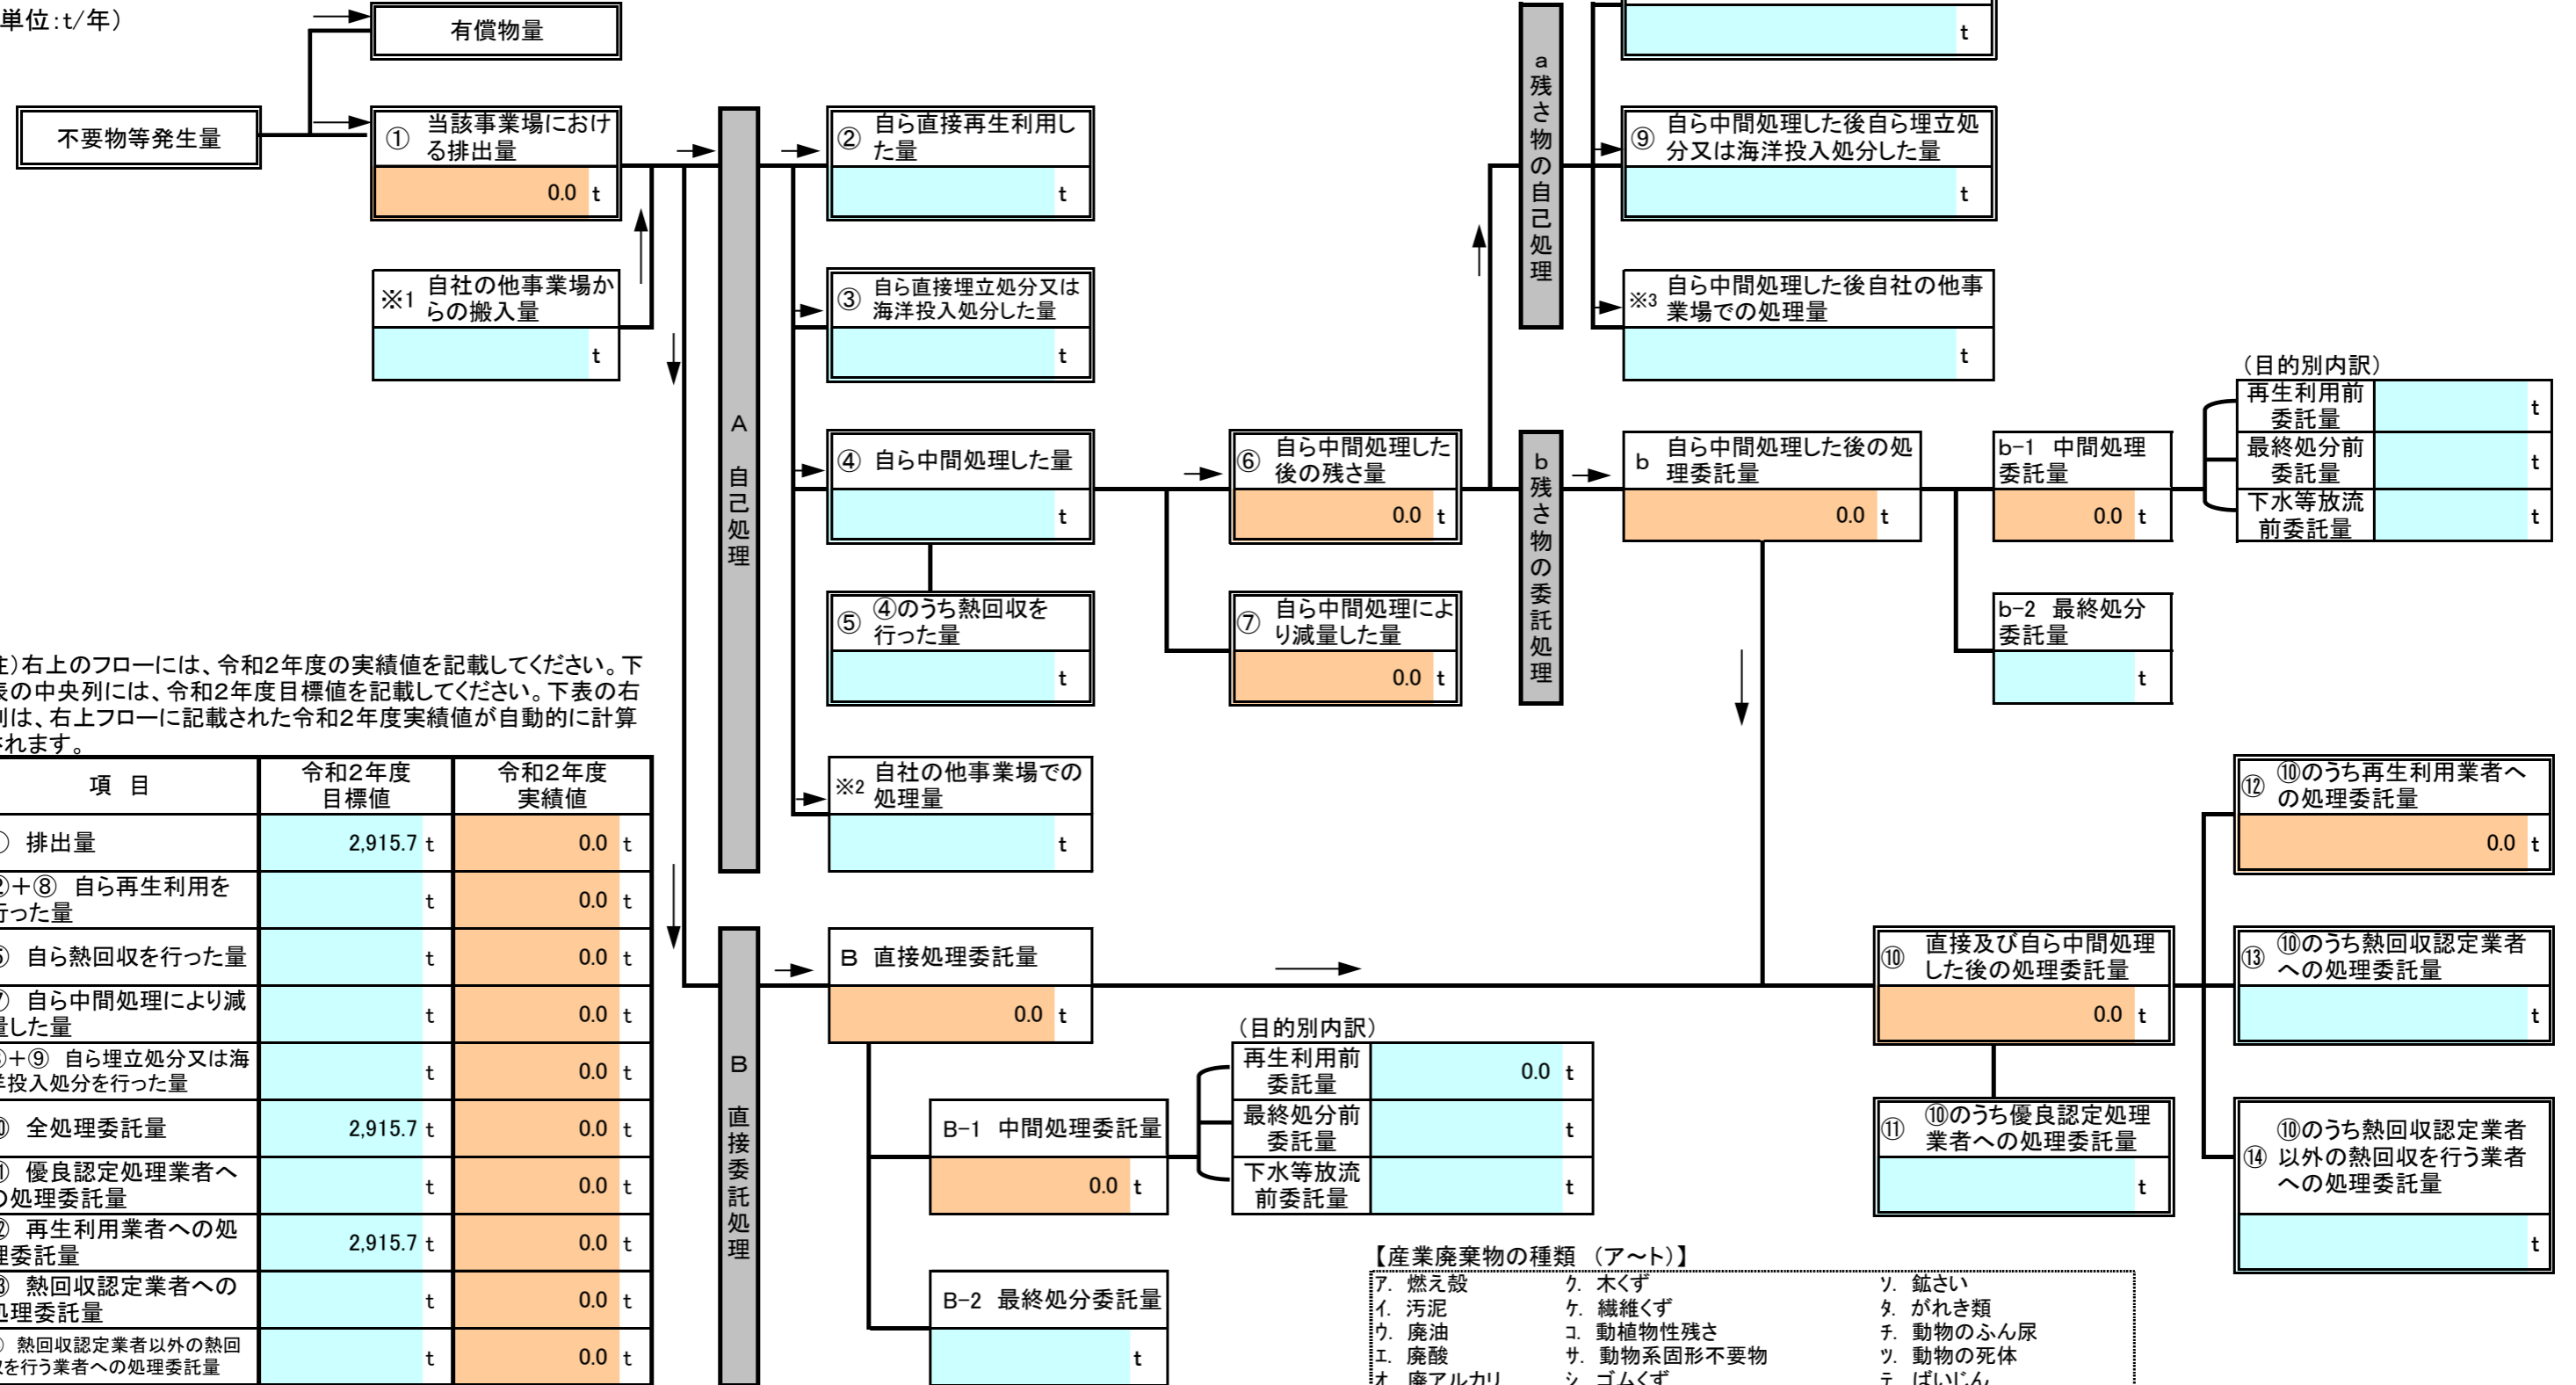 単位:t/年)
有償物量
不要物等発生量
① 当該事業場におけ
る排出量
0.0 t
※1 自社の他事業場か
らの搬入量
t
A 自己処理
② 自ら直接再生利用し
た量
t
③ 自ら直接埋立処分又は
海洋投入処分した量
t
④ 自ら中間処理した量
t
⑤ ④のうち熱回収を
行った量
t
※2 自社の他事業場での
処理量
t
⑥ 自ら中間処理した
後の残さ量
0.0 t
⑦ 自ら中間処理によ
り減量した量
0.0 t
a 残さ物の自己処理
t
⑨ 自ら中間処理した後自ら埋立処
分又は海洋投入処分した量
t
※3 自ら中間処理した後自社の他事
業場での処理量
t
b 残さ物の委託処理
b 自ら中間処理した後の処
理委託量
0.0 t
b-1 中間処理
委託量
0.0 t
(目的別内訳)
再生利用前
委託量
t
最終処分前
委託量
t
下水等放流
前委託量
t
b-2 最終処分
委託量
t
注)右上のフローには、令和2年度の実績値を記載してください。下
表の中央列には、令和2年度目標値を記載してください。下表の右
列は、右上フローに記載された令和2年度実績値が自動的に計算
されます。
項 目 令和2年度 目標値 令和2年度 実績値
① 排出量 2,915.7 t 0.0 t
②+⑧ 自ら再生利用を
行った量 t 0.0 t
⑤ 自ら熱回収を行った量 t 0.0 t
⑦ 自ら中間処理により減
量した量 t 0.0 t
③+⑨ 自ら埋立処分又は海
洋投入処分を行った量 t 0.0 t
⑩ 全処理委託量 2,915.7 t 0.0 t
⑪ 優良認定処理業者へ
の処理委託量 t 0.0 t
⑫ 再生利用業者への処
理委託量 2,915.7 t 0.0 t
⑬ 熱回収認定業者への
処理委託量 t 0.0 t
⑭ 熱回収認定業者以外の熱回
収を行う業者への処理委託量 t 0.0 t
B 直接委託処理
B 直接処理委託量
0.0 t
B-1 中間処理委託量
0.0 t
(目的別内訳)
再生利用前
委託量
0.0 t
最終処分前
委託量
t
下水等放流
前委託量
t
B-2 最終処分委託量
t
⑩ 直接及び自ら中間処理
した後の処理委託量
0.0 t
⑪ ⑩のうち優良認定処理
業者への処理委託量
t
⑫ ⑩のうち再生利用業者へ
の処理委託量
0.0 t
⑬ ⑩のうち熱回収認定業者
への処理委託量
t
⑭ ⑩のうち熱回収認定業者
以外の熱回収を行う業者
への処理委託量
t
【産業廃棄物の種類 (ア~ト)】
ア. 燃え殻 ク. 木くず ソ. 鉱さい
イ. 汚泥 ケ. 繊維くず タ. がれき類
ウ. 廃油 コ. 動植物性残さ チ. 動物のふん尿
エ. 廃酸 サ. 動物系固形不要物 ツ. 動物の死体
オ. 廃アルカリ シ. ゴムくず テ. ばいじん